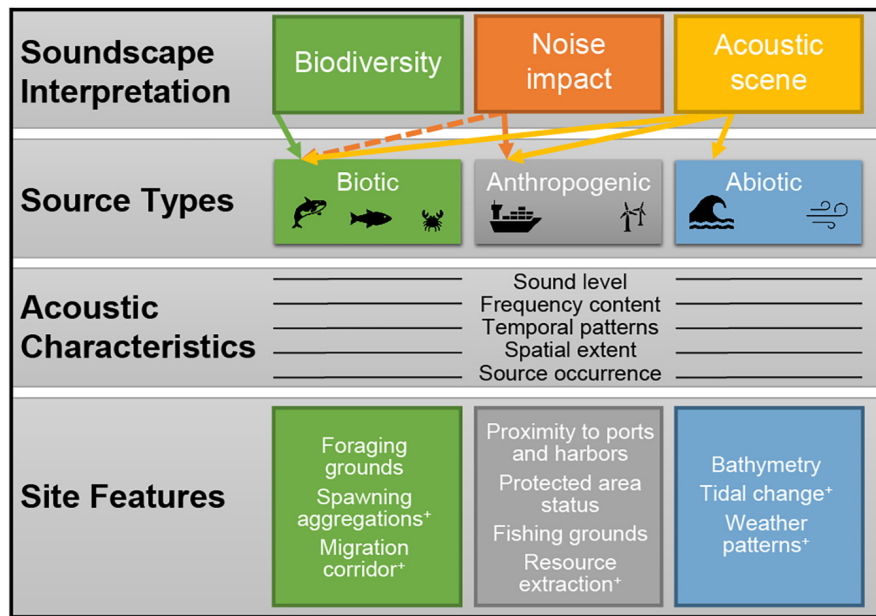 Soundscape
Interpretation
Biodiversity
Noise
impact
Acoustic
scene
Source Types
Biotic
Anthropogenic
Abiotic
Acoustic
Characteristics
Sound level
Frequency content
Temporal patterns
Spatial extent
Source occurrence
Site Features
Foraging
grounds
Spawning
aggregations⁺
Migration
corridor⁺
Proximity to ports
and harbors
Protected area
status
Fishing grounds
Resource
extraction⁺
Bathymetry
Tidal change⁺
Weather
patterns⁺